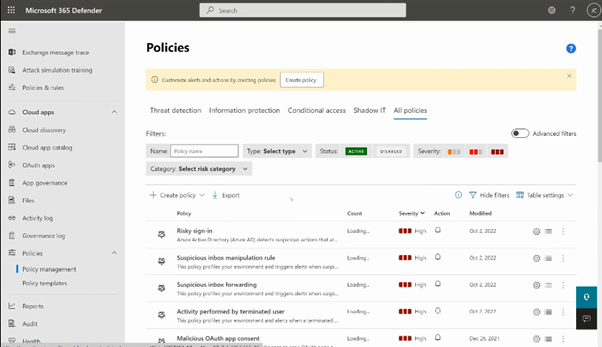 Microsoft 365 Defender
Search
?
JC
Exchange message trace
Attack simulation training
Policies & rules
Cloud apps
Cloud discovery
Cloud app catalog
OAuth apps
App governance
Files
Activity log
Governance log
Policies
Policy management
Policy templates
Reports
Audit
Health
Policies
?
Customize alerts and actions by creating policies. Create policy
Threat detection Information protection Conditional access Shadow IT All policies
Filters: Advanced filters
Name: Policy name Type: Select type Status: ACTIVE DISABLED Severity:
Category: Select risk category
Create policy Export Hide filters Table settings
Policy Count Severity Action Modified
Risky sign-in Loading... High Oct 2, 2022
Azure Active Directory (Azure AD) detects suspicious actions that ar...
Suspicious inbox manipulation rule Loading... High Oct 2, 2022
This policy profiles your environment and triggers alerts when susp...
Suspicious inbox forwarding Loading... High Oct 2, 2022
This policy profiles your environment and triggers alerts when susp...
Activity performed by terminated user Loading... High Oct 2, 2022
This policy profiles your environment and alerts when a terminated ...
Malicious OAuth app consent Loading... High Dec 26, 2021